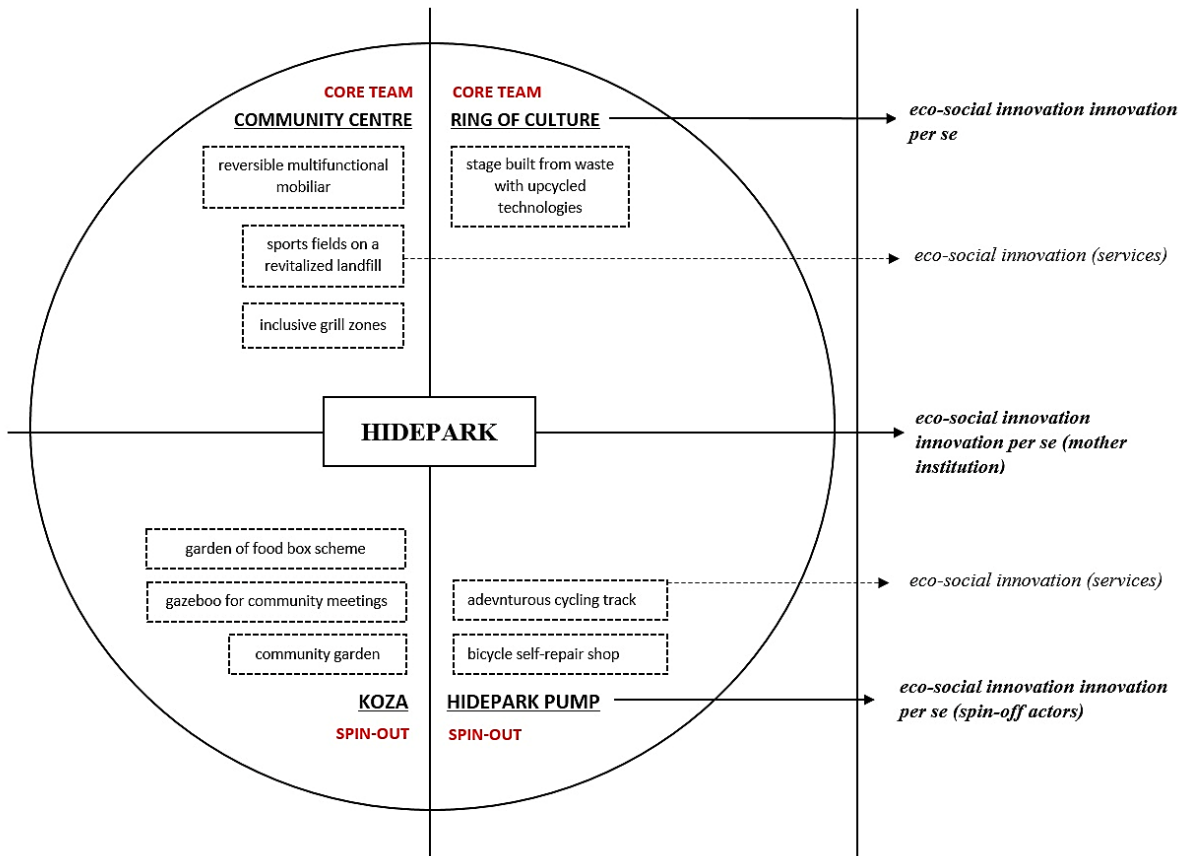 CORE TEAM
COMMUNITY CENTRE
reversible multifunctional
mobiliar
sports fields on a
revitalized landfill
inclusive grill zones
CORE TEAM
RING OF CULTURE
stage built from waste
with upcycled
technologies
eco-social innovation innovation
per se
eco-social innovation (services)
HIDEPARK
eco-social innovation
innovation per se (mother
institution)
garden of food box scheme
gazeboo for community meetings
community garden
KOZA
SPIN-OUT
adevnturous cycling track
bicycle self-repair shop
HIDEPARK PUMP
SPIN-OUT
eco-social innovation (services)
eco-social innovation innovation
per se (spin-off actors)